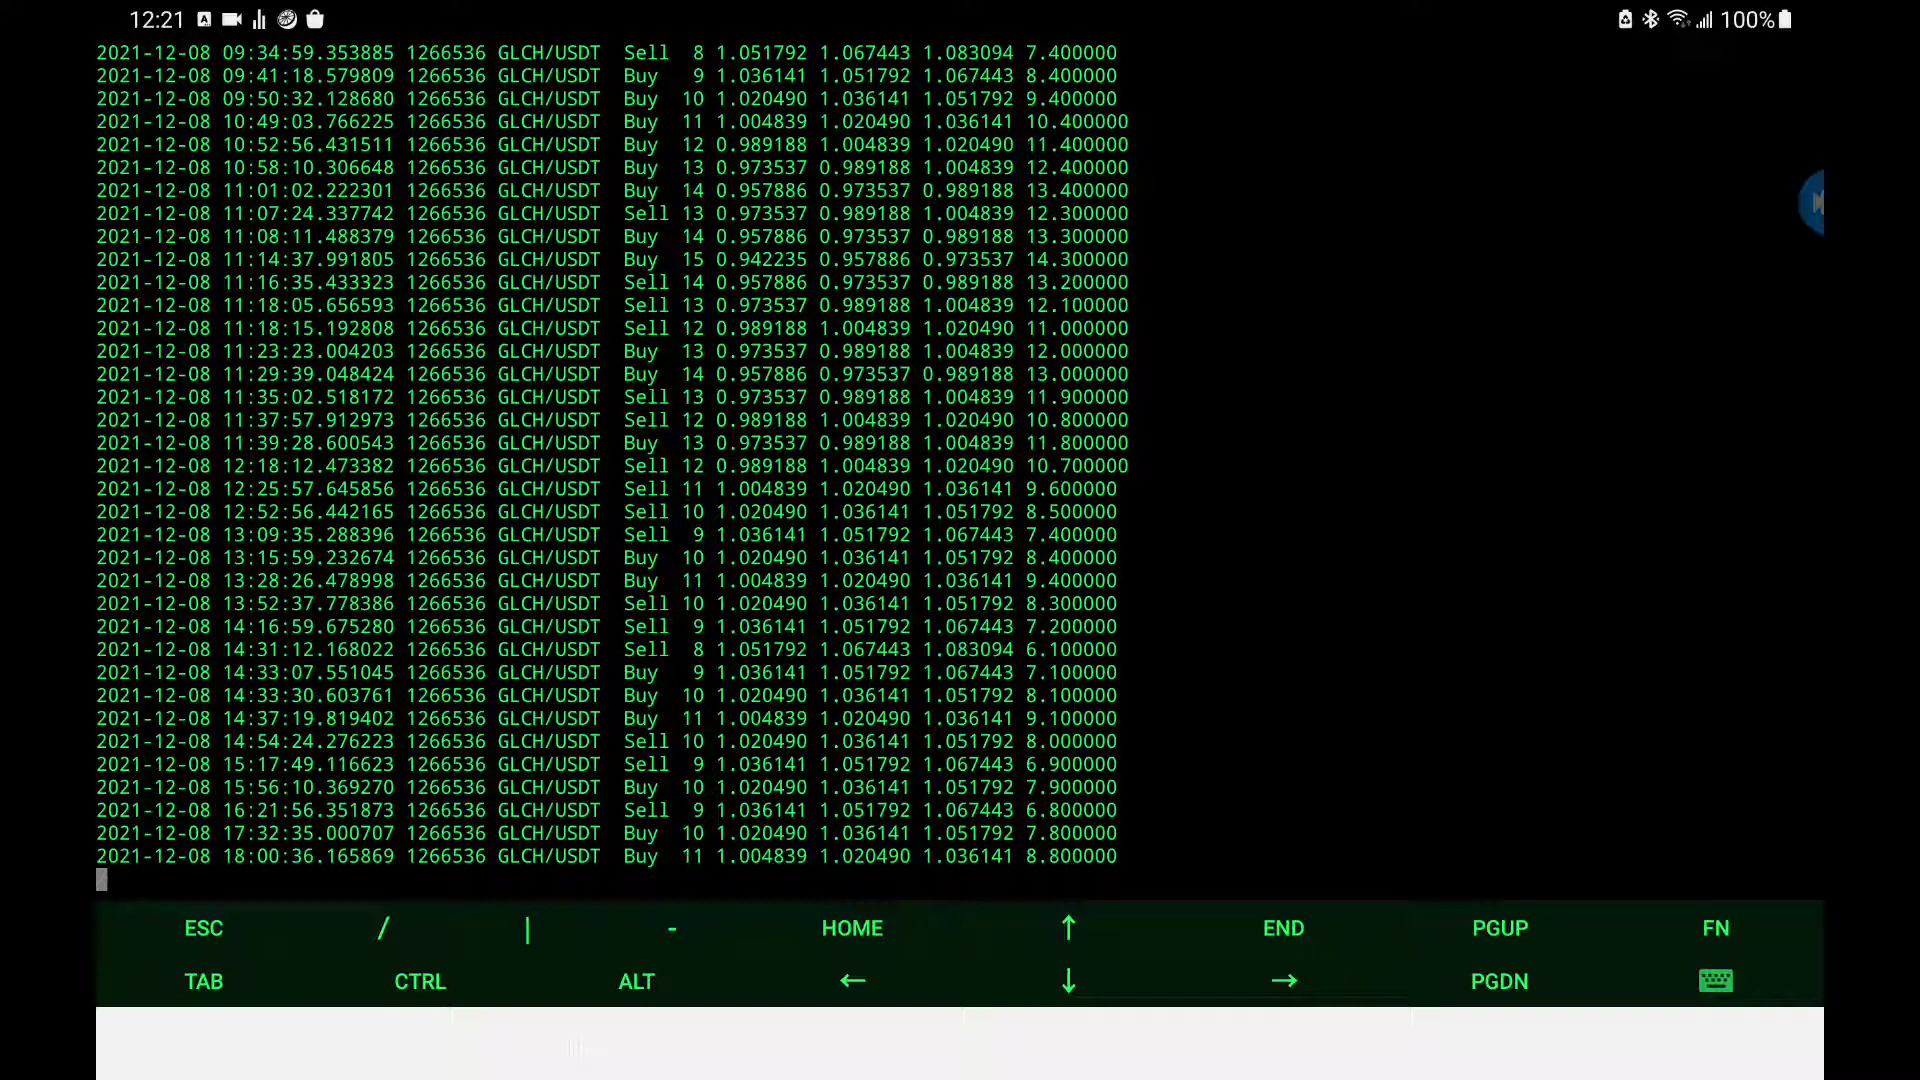 12:21 100%
2021-12-08 09:34:59.353885 1266536 GLCH/USDT Sell 8 1.051792 1.067443 1.083094 7.400000
2021-12-08 09:41:18.579809 1266536 GLCH/USDT Buy 9 1.036141 1.051792 1.067443 8.400000
2021-12-08 09:50:32.128680 1266536 GLCH/USDT Buy 10 1.020490 1.036141 1.051792 9.400000
2021-12-08 10:49:03.766225 1266536 GLCH/USDT Buy 11 1.004839 1.020490 1.036141 10.400000
2021-12-08 10:52:56.431511 1266536 GLCH/USDT Buy 12 0.989188 1.004839 1.020490 11.400000
2021-12-08 10:58:10.306648 1266536 GLCH/USDT Buy 13 0.973537 0.989188 1.004839 12.400000
2021-12-08 11:01:02.222301 1266536 GLCH/USDT Buy 14 0.957886 0.973537 0.989188 13.400000
2021-12-08 11:07:24.337742 1266536 GLCH/USDT Sell 13 0.973537 0.989188 1.004839 12.300000
2021-12-08 11:08:11.488379 1266536 GLCH/USDT Buy 14 0.957886 0.973537 0.989188 13.300000
2021-12-08 11:14:37.991805 1266536 GLCH/USDT Buy 15 0.942235 0.957886 0.973537 14.300000
2021-12-08 11:16:35.433323 1266536 GLCH/USDT Sell 14 0.957886 0.973537 0.989188 13.200000
2021-12-08 11:18:05.656593 1266536 GLCH/USDT Sell 13 0.973537 0.989188 1.004839 12.100000
2021-12-08 11:18:15.192808 1266536 GLCH/USDT Sell 12 0.989188 1.004839 1.020490 11.000000
2021-12-08 11:23:23.004203 1266536 GLCH/USDT Buy 13 0.973537 0.989188 1.004839 12.000000
2021-12-08 11:29:39.048424 1266536 GLCH/USDT Buy 14 0.957886 0.973537 0.989188 13.000000
2021-12-08 11:35:02.518172 1266536 GLCH/USDT Sell 13 0.973537 0.989188 1.004839 11.900000
2021-12-08 11:37:57.912973 1266536 GLCH/USDT Sell 12 0.989188 1.004839 1.020490 10.800000
2021-12-08 11:39:28.600543 1266536 GLCH/USDT Buy 13 0.973537 0.989188 1.004839 11.800000
2021-12-08 12:18:12.473382 1266536 GLCH/USDT Sell 12 0.989188 1.004839 1.020490 10.700000
2021-12-08 12:25:57.645856 1266536 GLCH/USDT Sell 11 1.004839 1.020490 1.036141 9.600000
2021-12-08 12:52:56.442165 1266536 GLCH/USDT Sell 10 1.020490 1.036141 1.051792 8.500000
2021-12-08 13:09:35.288396 1266536 GLCH/USDT Sell 9 1.036141 1.051792 1.067443 7.400000
2021-12-08 13:15:59.232674 1266536 GLCH/USDT Buy 10 1.020490 1.036141 1.051792 8.400000
2021-12-08 13:28:26.478998 1266536 GLCH/USDT Buy 11 1.004839 1.020490 1.036141 9.400000
2021-12-08 13:52:37.778386 1266536 GLCH/USDT Sell 10 1.020490 1.036141 1.051792 8.300000
2021-12-08 14:16:59.675280 1266536 GLCH/USDT Sell 9 1.036141 1.051792 1.067443 7.200000
2021-12-08 14:31:12.168022 1266536 GLCH/USDT Sell 8 1.051792 1.067443 1.083094 6.100000
2021-12-08 14:33:07.551045 1266536 GLCH/USDT Buy 9 1.036141 1.051792 1.067443 7.100000
2021-12-08 14:33:30.603761 1266536 GLCH/USDT Buy 10 1.020490 1.036141 1.051792 8.100000
2021-12-08 14:37:19.819402 1266536 GLCH/USDT Buy 11 1.004839 1.020490 1.036141 9.100000
2021-12-08 14:54:24.276223 1266536 GLCH/USDT Sell 10 1.020490 1.036141 1.051792 8.000000
2021-12-08 15:17:49.116623 1266536 GLCH/USDT Sell 9 1.036141 1.051792 1.067443 6.900000
2021-12-08 15:56:10.369270 1266536 GLCH/USDT Buy 10 1.020490 1.036141 1.051792 7.900000
2021-12-08 16:21:56.351873 1266536 GLCH/USDT Sell 9 1.036141 1.051792 1.067443 6.800000
2021-12-08 17:32:35.000707 1266536 GLCH/USDT Buy 10 1.020490 1.036141 1.051792 7.800000
2021-12-08 18:00:36.165869 1266536 GLCH/USDT Buy 11 1.004839 1.020490 1.036141 8.800000
ESC / | - HOME ↑ END PGUP FN
TAB CTRL ALT ← ↓ → PGDN